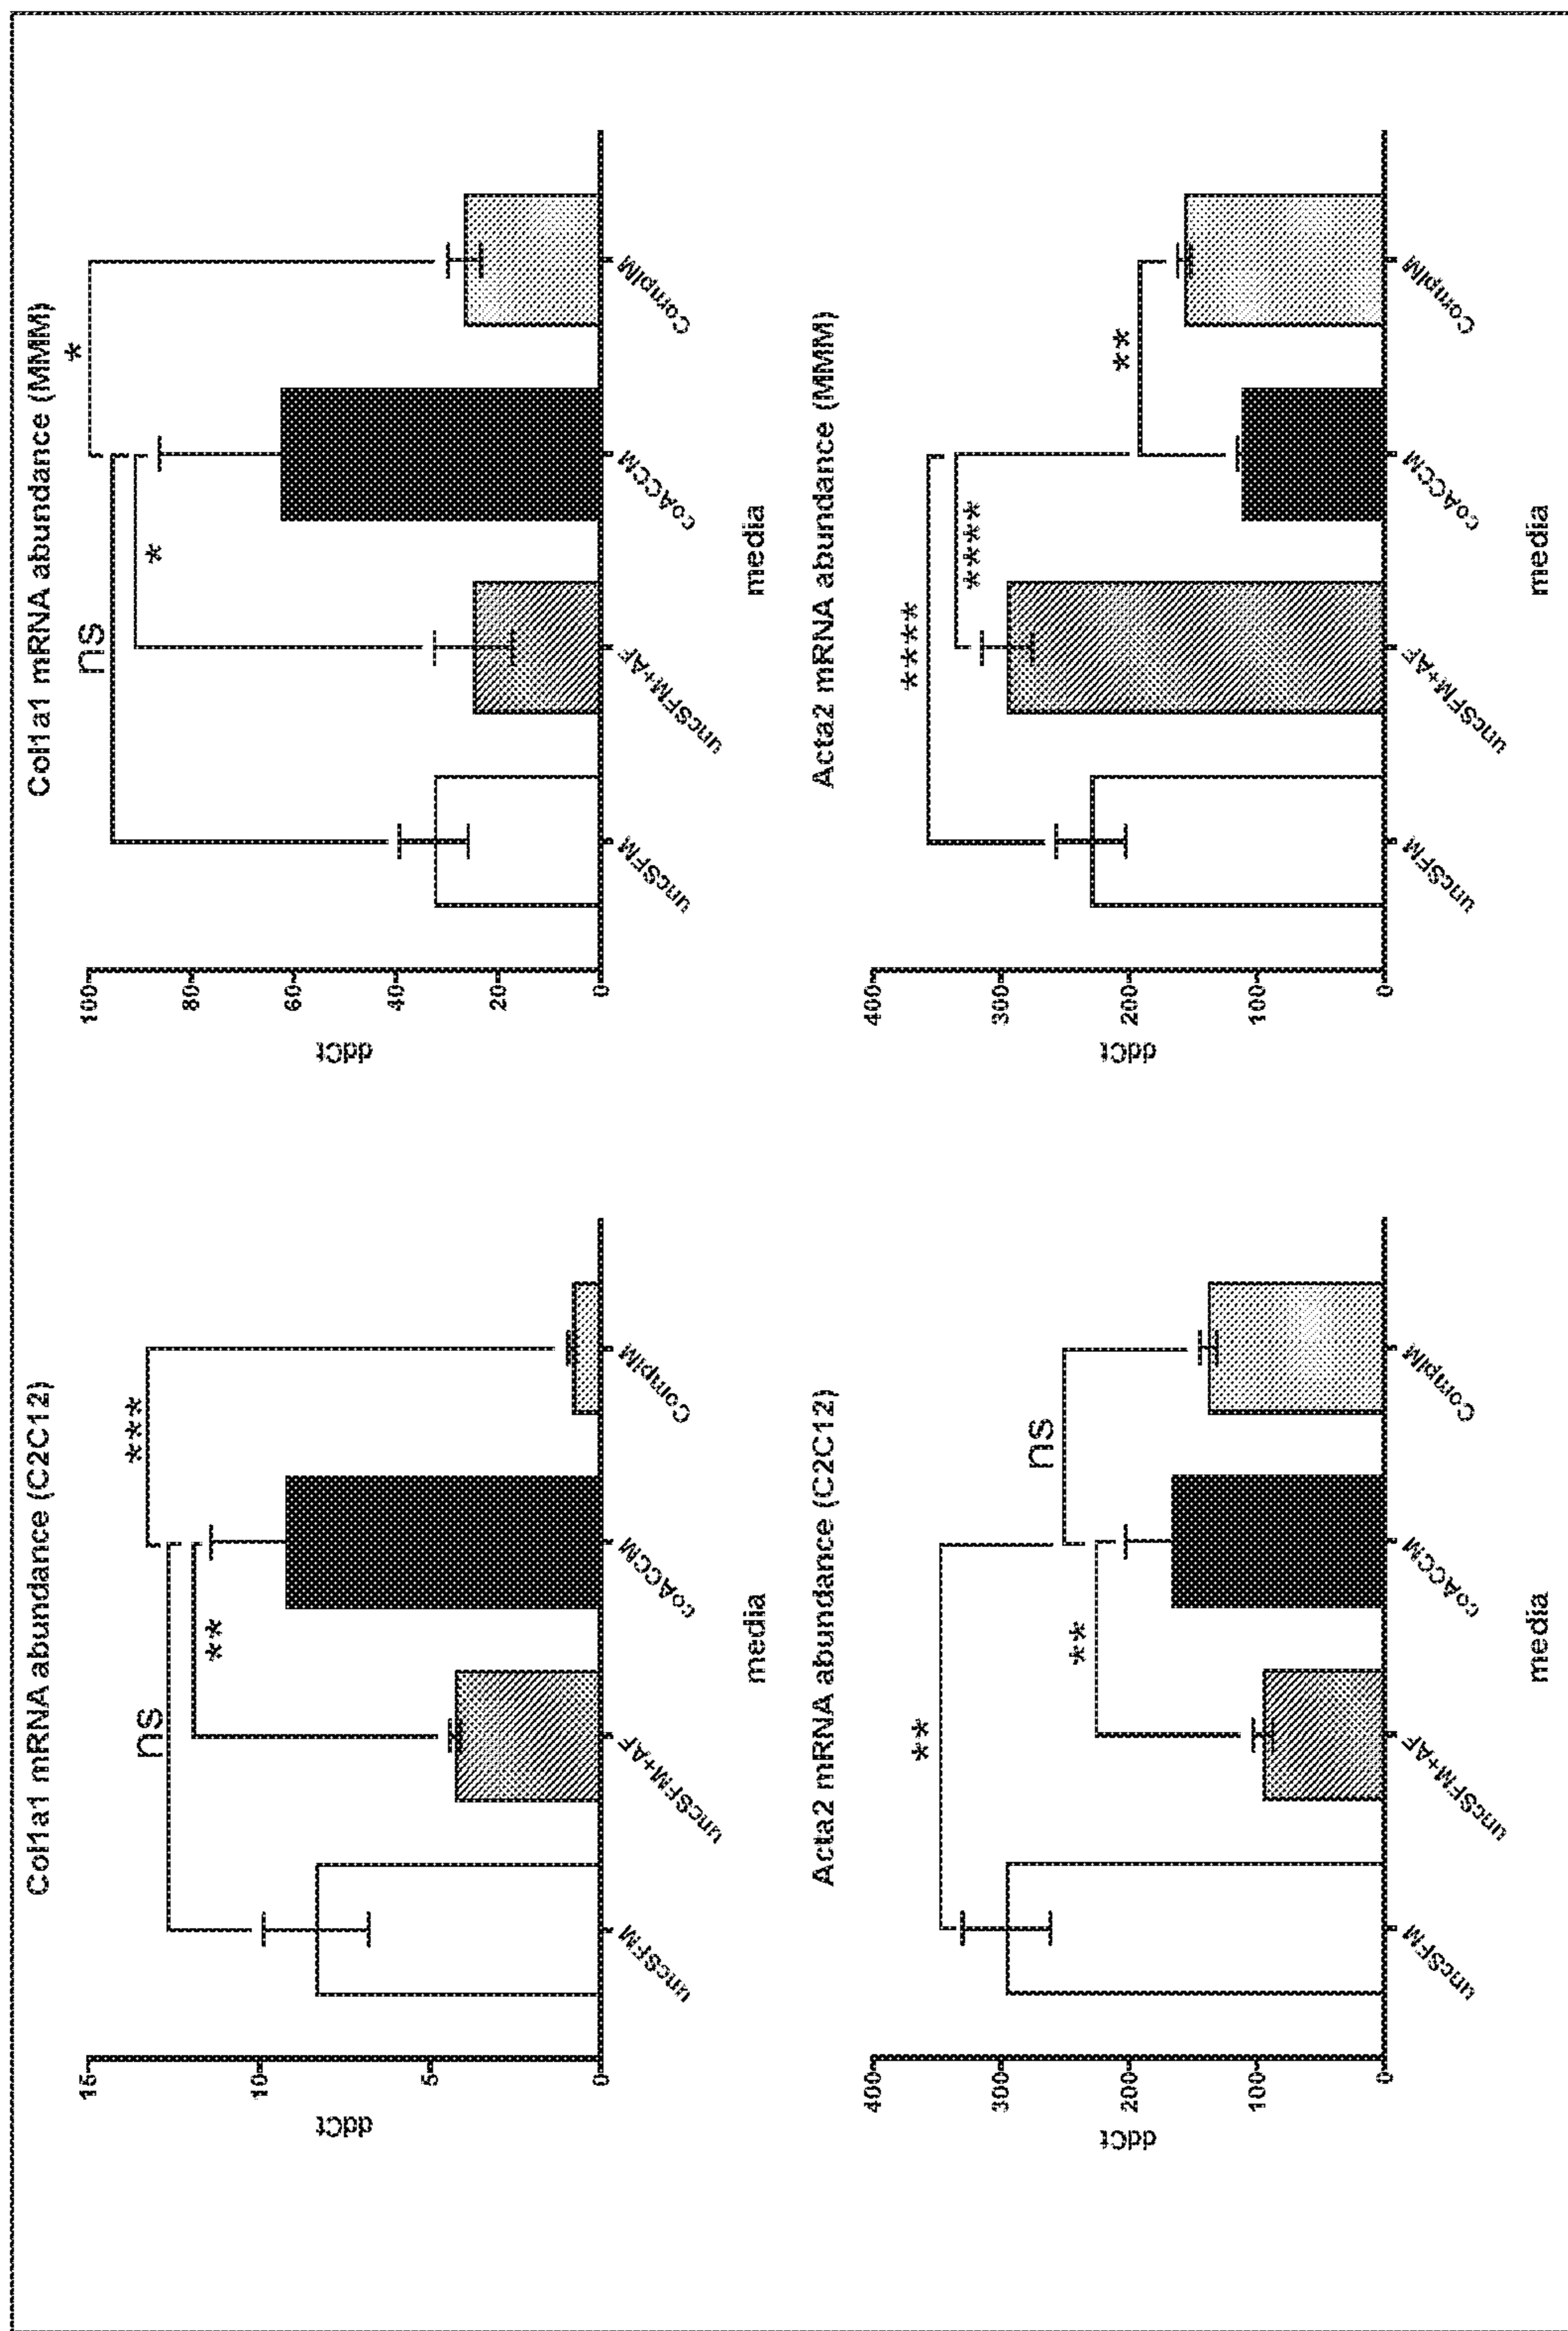 Col1a1 mRNA abundance (C2C12)
ddCt
15
10
5
0
ns
**
***
uncSFM
uncSFM+AF
coACCM
ComplM
media
Col1a1 mRNA abundance (MMM)
ddCt
100
80
60
40
20
0
ns
*
*
uncSFM
uncSFM+AF
coACCM
ComplM
media
Acta2 mRNA abundance (C2C12)
ddCt
400
300
200
100
0
**
**
ns
uncSFM
uncSFM+AF
coACCM
ComplM
media
Acta2 mRNA abundance (MMM)
ddCt
400
300
200
100
0
****
****
**
uncSFM
uncSFM+AF
coACCM
ComplM
media